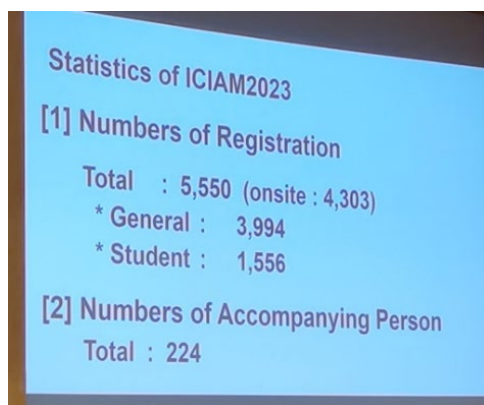 Statistics of ICIAM2023
[1] Numbers of Registration
Total : 5,550 (onsite : 4,303)
* General : 3,994
* Student : 1,556
[2] Numbers of Accompanying Person
Total : 224